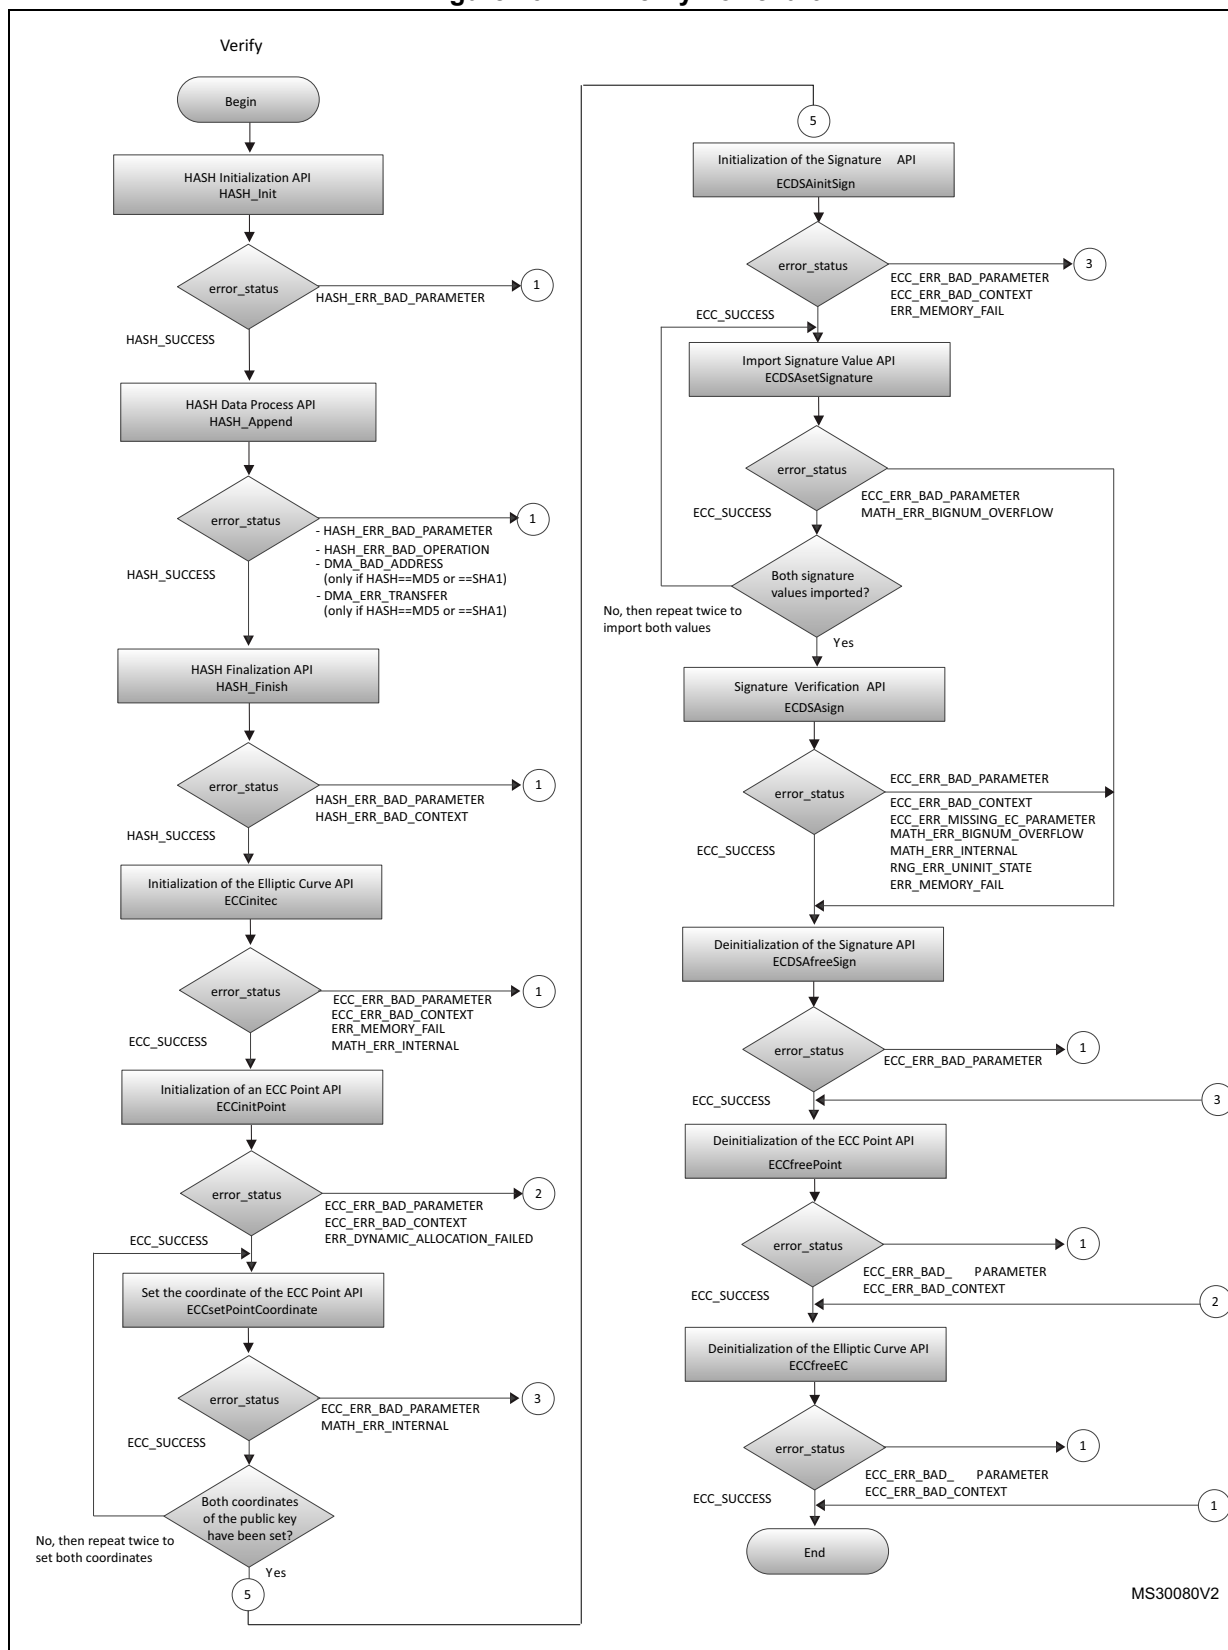 Verify
Begin
HASH Initialization API
HASH_Init
error_status
HASH_ERR_BAD_PARAMETER
1
HASH_SUCCESS
HASH Data Process API
HASH_Append
error_status
1
- HASH_ERR_BAD_PARAMETER
- HASH_ERR_BAD_OPERATION
- DMA_BAD_ADDRESS
(only if HASH==MD5 or ==SHA1)
- DMA_ERR_TRANSFER
(only if HASH==MD5 or ==SHA1)
HASH_SUCCESS
HASH Finalization API
HASH_Finish
error_status
1
HASH_ERR_BAD_PARAMETER
HASH_ERR_BAD_CONTEXT
HASH_SUCCESS
Initialization of the Elliptic Curve API
ECCinitec
error_status
1
ECC_ERR_BAD_PARAMETER
ECC_ERR_BAD_CONTEXT
ERR_MEMORY_FAIL
MATH_ERR_INTERNAL
ECC_SUCCESS
Initialization of an ECC Point API
ECCinitPoint
error_status
2
ECC_ERR_BAD_PARAMETER
ECC_ERR_BAD_CONTEXT
ERR_DYNAMIC_ALLOCATION_FAILED
ECC_SUCCESS
Set the coordinate of the ECC Point API
ECCsetPointCoordinate
error_status
3
ECC_ERR_BAD_PARAMETER
MATH_ERR_INTERNAL
ECC_SUCCESS
Both coordinates
of the public key
have been set?
No, then repeat twice to
set both coordinates
Yes
5
5
Initialization of the Signature API
ECDSAinitSign
error_status
3
ECC_ERR_BAD_PARAMETER
ECC_ERR_BAD_CONTEXT
ERR_MEMORY_FAIL
ECC_SUCCESS
Import Signature Value API
ECDSAsetSignature
error_status
ECC_ERR_BAD_PARAMETER
MATH_ERR_BIGNUM_OVERFLOW
ECC_SUCCESS
Both signature
values imported?
No, then repeat twice to
import both values
Yes
Signature Verification API
ECDSAsign
error_status
ECC_ERR_BAD_PARAMETER
ECC_ERR_BAD_CONTEXT
ECC_ERR_MISSING_EC_PARAMETER
MATH_ERR_BIGNUM_OVERFLOW
MATH_ERR_INTERNAL
RNG_ERR_UNINIT_STATE
ERR_MEMORY_FAIL
ECC_SUCCESS
Deinitialization of the Signature API
ECDSAfreeSign
error_status
1
ECC_ERR_BAD_PARAMETER
ECC_SUCCESS
3
Deinitialization of the ECC Point API
ECCfreePoint
error_status
1
ECC_ERR_BAD_ PARAMETER
ECC_ERR_BAD_CONTEXT
ECC_SUCCESS
2
Deinitialization of the Elliptic Curve API
ECCfreeEC
error_status
1
ECC_ERR_BAD_ PARAMETER
ECC_ERR_BAD_CONTEXT
ECC_SUCCESS
1
End
MS30080V2